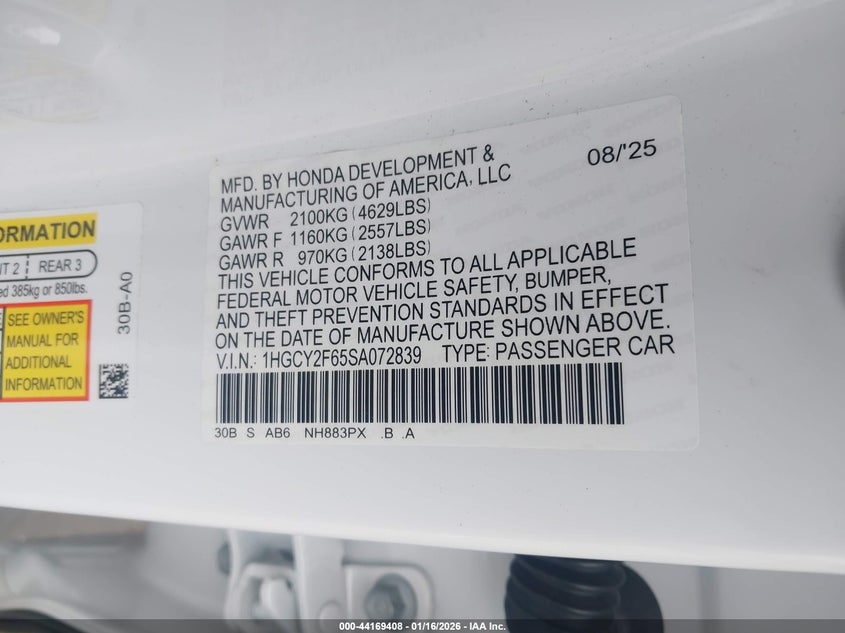 MFD. BY HONDA DEVELOPMENT &
MANUFACTURING OF AMERICA, LLC
08/'25
GVWR 2100KG (4629LBS)
GAWR F 1160KG (2557LBS)
GAWR R 970KG (2138LBS)
THIS VEHICLE CONFORMS TO ALL APPLICABLE
FEDERAL MOTOR VEHICLE SAFETY, BUMPER,
AND THEFT PREVENTION STANDARDS IN EFFECT
ON THE DATE OF MANUFACTURE SHOWN ABOVE.
V.I.N.: 1HGCY2F65SA072839 TYPE: PASSENGER CAR
30B S AB6 NH883PX .B .A
ORMATION
NT 2 REAR 3
ed 385kg or 850lbs.
SEE OWNER'S
MANUAL FOR
ADDITIONAL
INFORMATION
30B-A0
000-44169408 - 01/16/2026 - IAA Inc.